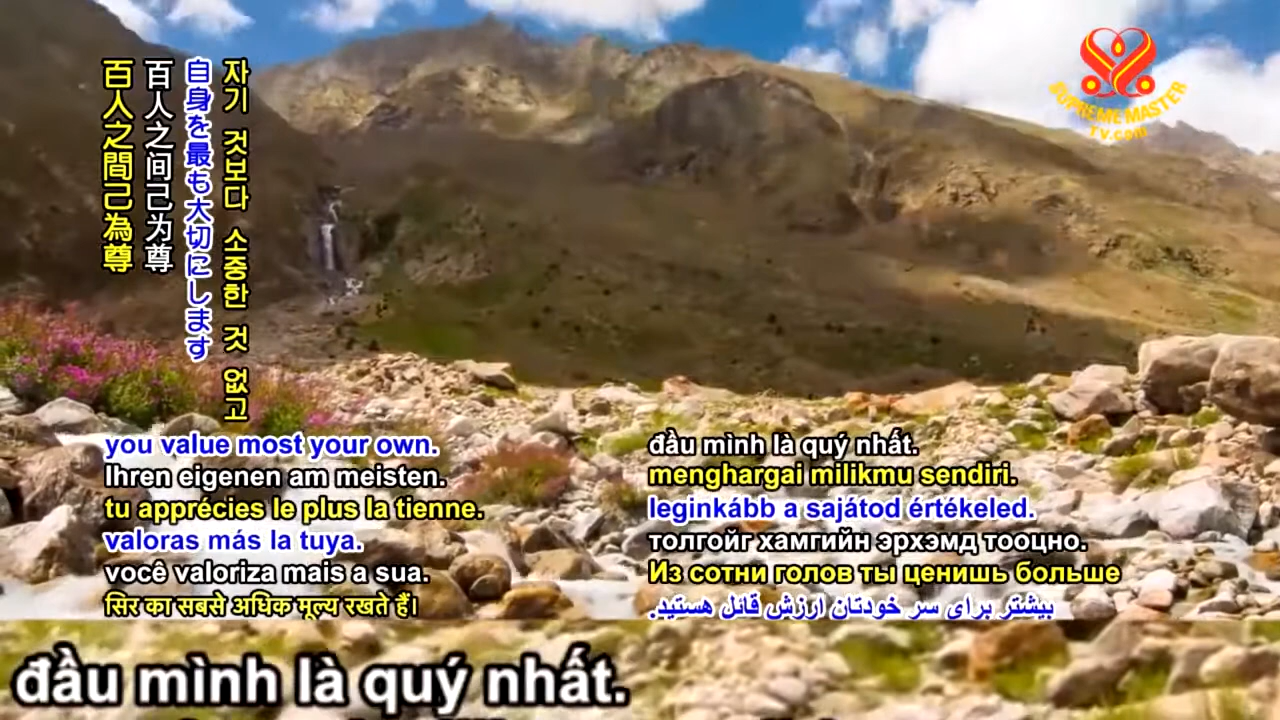 百人之間己為尊
百人之间己为尊
自身を最も大切にします
자기 것보다 소중한 것 없고
SUPREME MASTER
TV.com
you value most your own.
Ihren eigenen am meisten.
tu apprécies le plus la tienne.
valoras más la tuya.
você valoriza mais a sua.
सिर का सबसे अधिक मूल्य रखते हैं।
đầu mình là quý nhất.
menghargai milikmu sendiri.
leginkább a sajátod értékeled.
толгойг хамгийн эрхэмд тооцно.
Из сотни голов ты ценишь больше
بیشتر برای سر خودتان ارزش قائل هستید.
đầu mình là quý nhất.